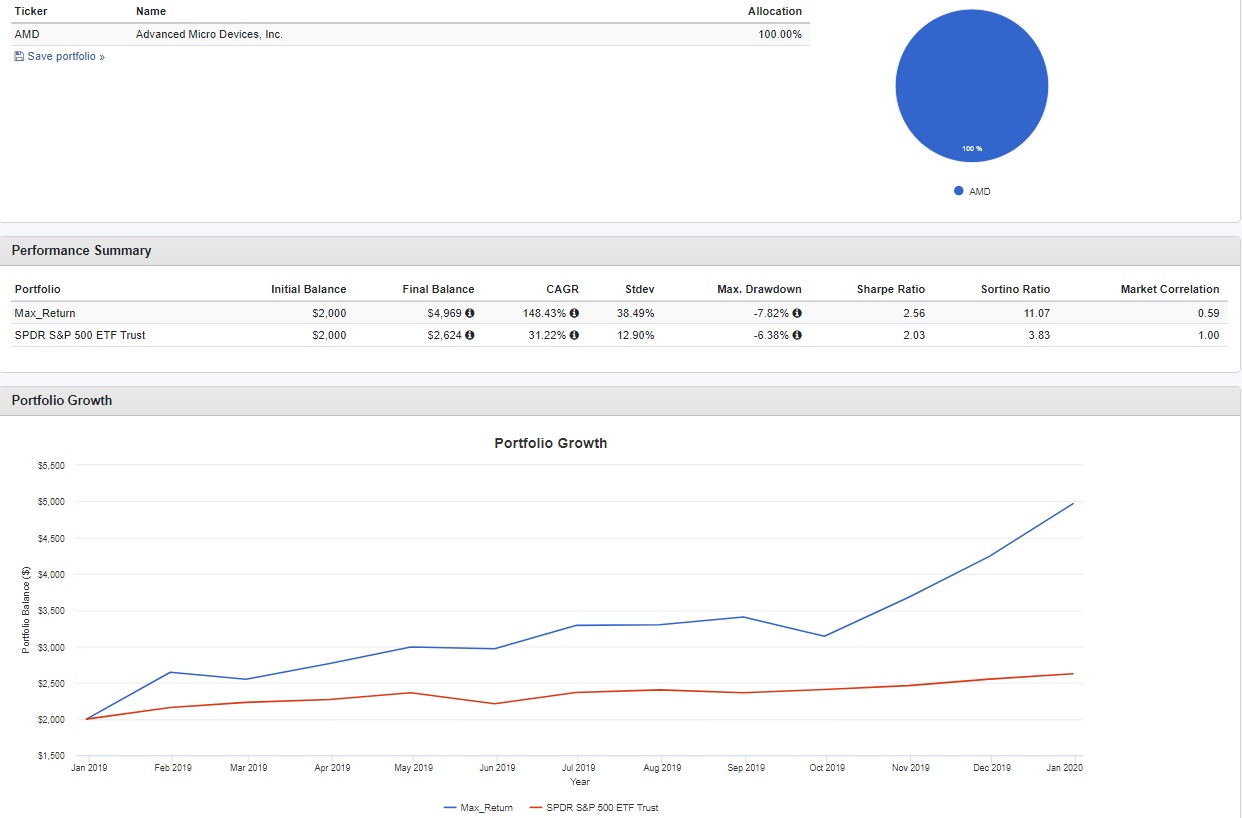 Ticker Name Allocation
AMD Advanced Micro Devices, Inc. 100.00%
Save portfolio »
100 %
AMD
Performance Summary
Portfolio Initial Balance Final Balance CAGR Stdev Max. Drawdown Sharpe Ratio Sortino Ratio Market Correlation
Max_Return $2,000 $4,969 148.43% 38.49% -7.82% 2.56 11.07 0.59
SPDR S&P 500 ETF Trust $2,000 $2,624 31.22% 12.90% -6.38% 2.03 3.83 1.00
Portfolio Growth
Portfolio Growth
Portfolio Balance ($)
$5,500
$5,000
$4,500
$4,000
$3,500
$3,000
$2,500
$2,000
$1,500
Jan 2019 Feb 2019 Mar 2019 Apr 2019 May 2019 Jun 2019 Jul 2019 Aug 2019 Sep 2019 Oct 2019 Nov 2019 Dec 2019 Jan 2020
Year
Max_Return SPDR S&P 500 ETF Trust